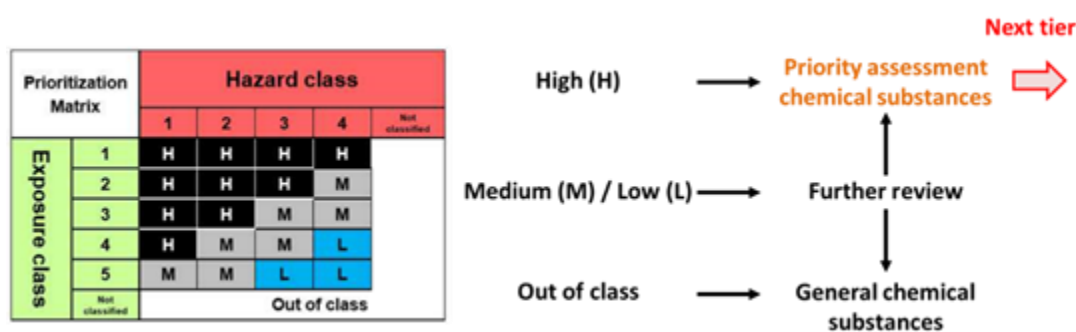 Prioritization
Matrix
Hazard class
1 2 3 4 Not
classified
Exposure class
1 H H H H
2 H H H M
3 H H M M
4 H M M L
5 M M L L
Not
classified
Out of class
Next tier
High (H)
Priority assessment
chemical substances
Medium (M) / Low (L)
Further review
Out of class
General chemical
substances